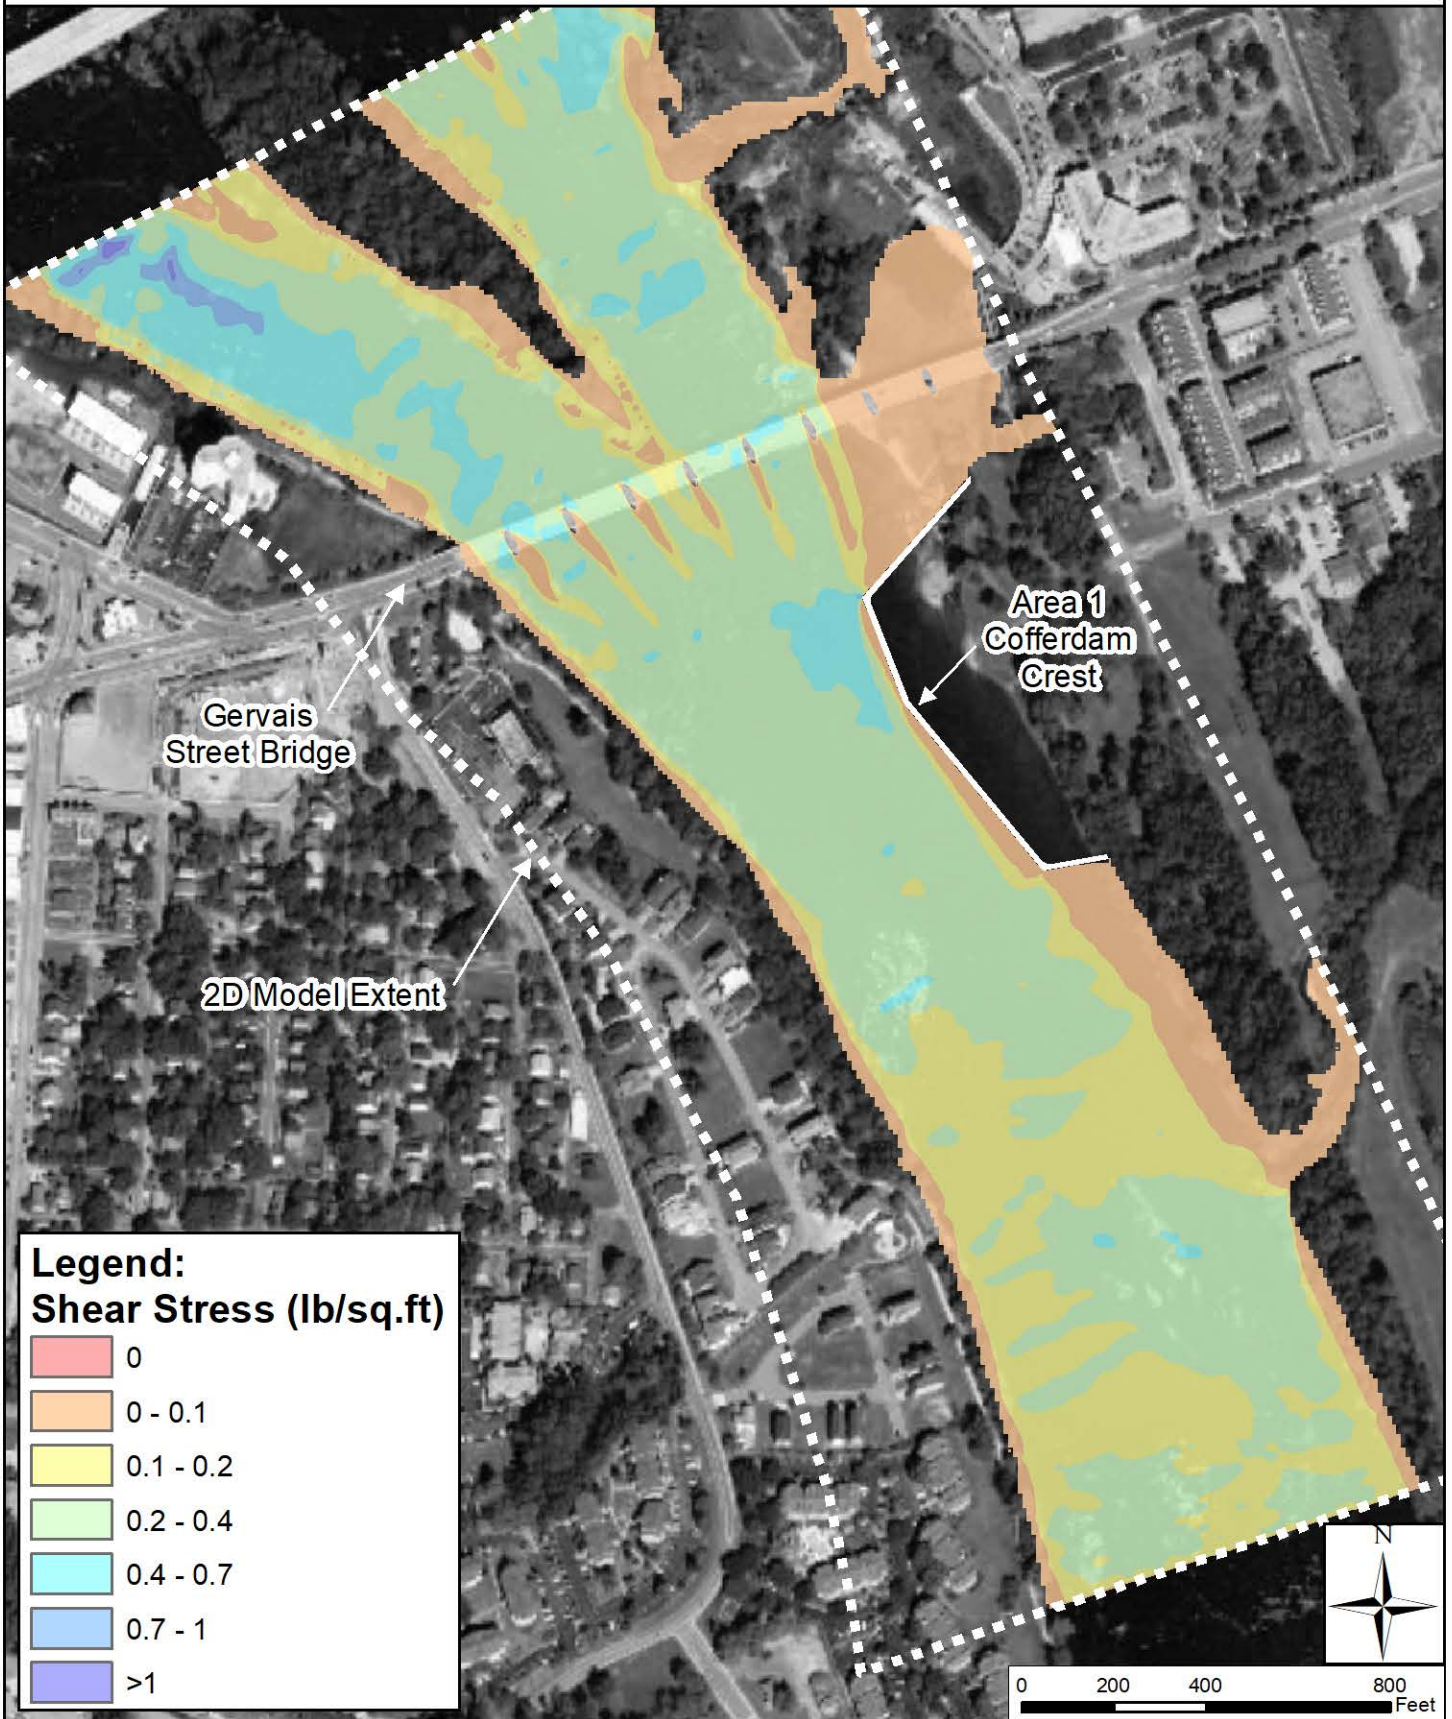 Area 1
Cofferdam
Crest
Gervais
Street Bridge
2D Model Extent
Legend:
Shear Stress (lb/sq.ft)
0
0 - 0.1
0.1 - 0.2
0.2 - 0.4
0.4 - 0.7
0.7 - 1
>1
N
0 200 400 800
Feet